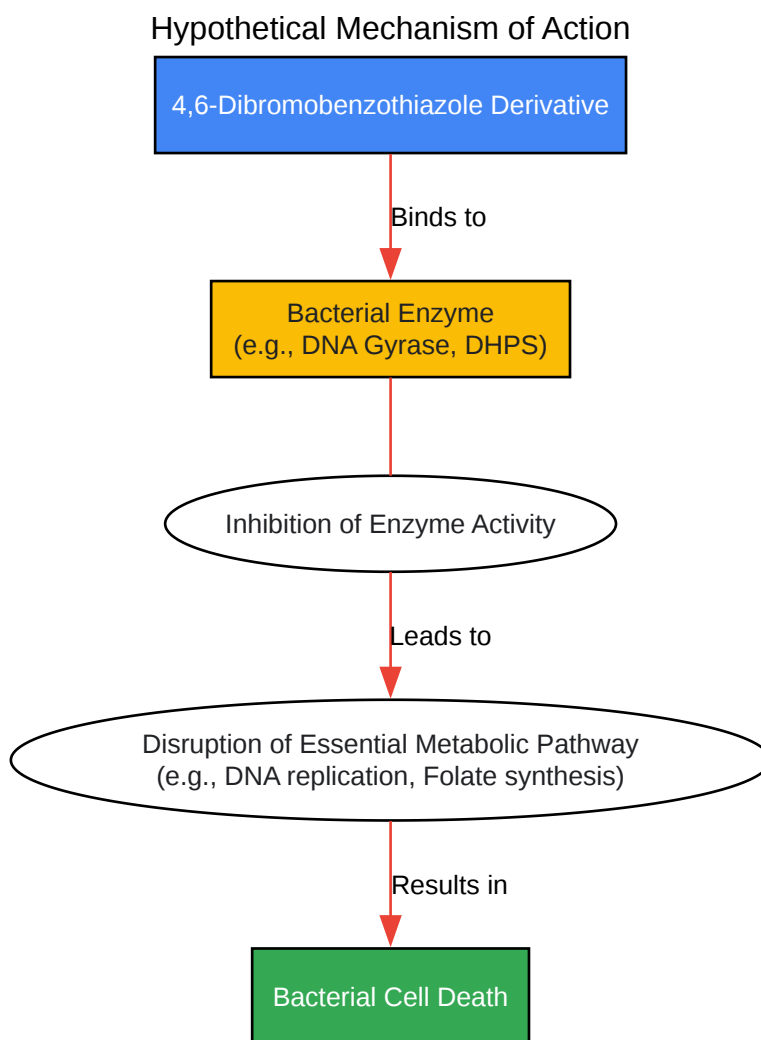 Hypothetical Mechanism of Action
4,6-Dibromobenzothiazole Derivative
Binds to
Bacterial Enzyme
(e.g., DNA Gyrase, DHPS)
Inhibition of Enzyme Activity
Leads to
Disruption of Essential Metabolic Pathway
(e.g., DNA replication, Folate synthesis)
Results in
Bacterial Cell Death